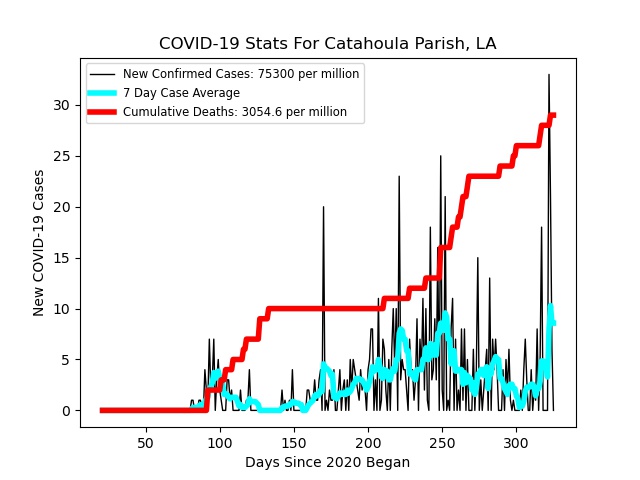 COVID-19 Stats For Catahoula Parish, LA
New Confirmed Cases: 75300 per million
7 Day Case Average
Cumulative Deaths: 3054.6 per million
New COVID-19 Cases
30
25
20
15
10
5
0
50 100 150 200 250 300
Days Since 2020 Began